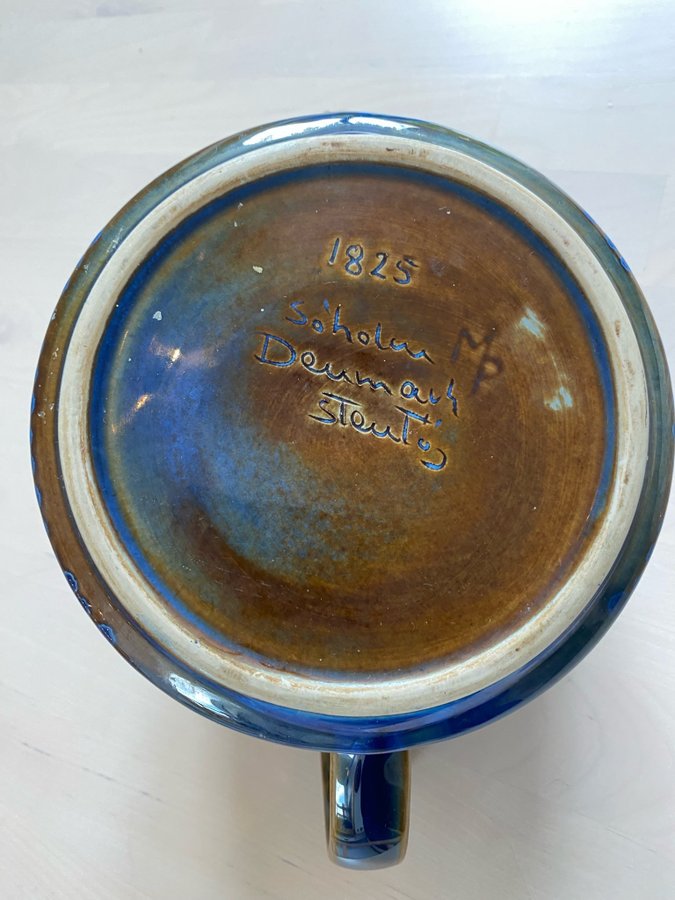 1825
Søholm
Denmark
stentøj
MP